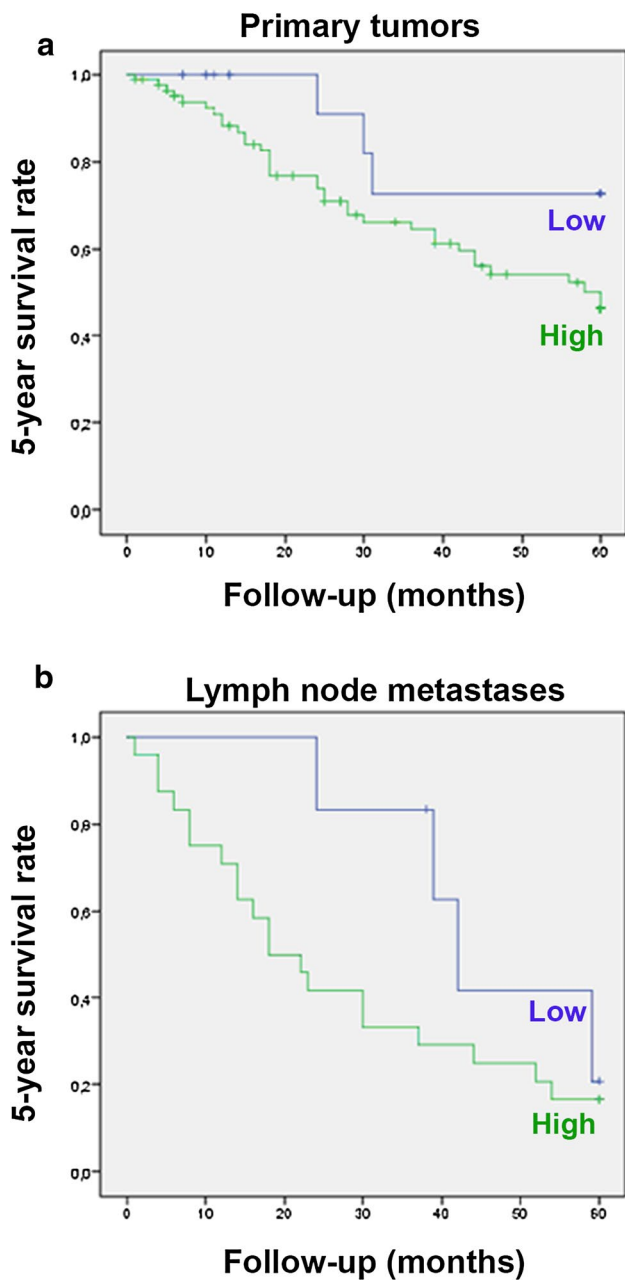 a
Primary tumors
5-year survival rate
1,0
0,8
0,6
0,4
0,2
0,0
Low
High
0 10 20 30 40 50 60
Follow-up (months)
b
Lymph node metastases
5-year survival rate
1,0
0,8
0,6
0,4
0,2
0,0
Low
High
0 10 20 30 40 50 60
Follow-up (months)